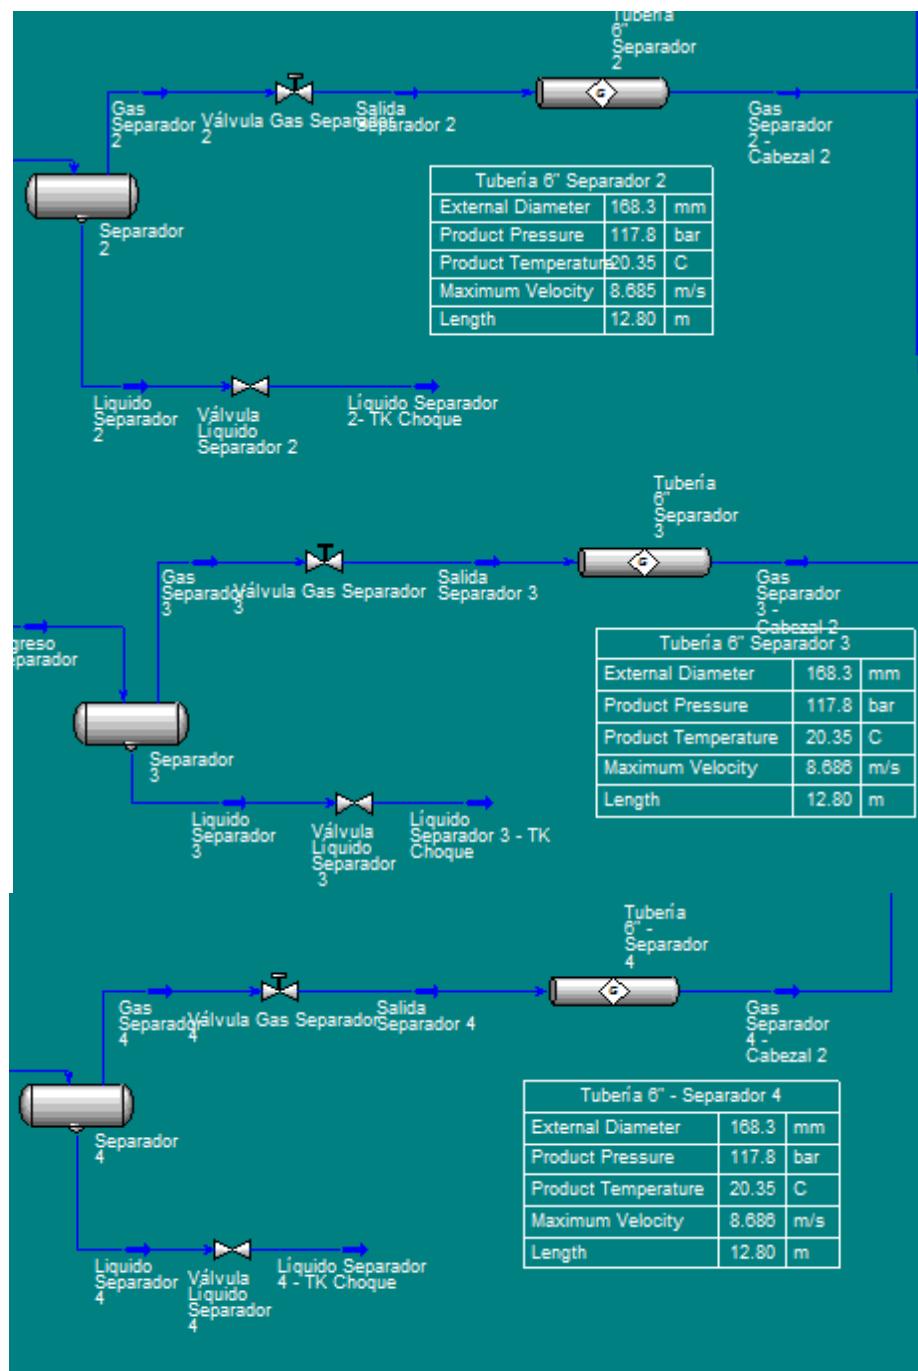 Tubería
6"
Separador
2
Gas
Separador
2
Válvula Gas Separador
2
Salida
Separador 2
Gas
Separador
2 -
Cabezal 2
G
Separador
2
Tubería 6" Separador 2
External Diameter 168.3 mm
Product Pressure 117.8 bar
Product Temperature 20.35 C
Maximum Velocity 8.685 m/s
Length 12.80 m
Liquido
Separador
2
Válvula
Líquido
Separador 2
Líquido Separador
2- TK Choque
Tubería
6"
Separador
3
Gas
Separador
3
Válvula Gas Separador
3
Salida
Separador 3
G
Gas
Separador
3 -
Cabezal 2
greso
eparador
Separador
3
Tubería 6" Separador 3
External Diameter 168.3 mm
Product Pressure 117.8 bar
Product Temperature 20.35 C
Maximum Velocity 8.686 m/s
Length 12.80 m
Liquido
Separador
3
Válvula
Líquido
Separador
3
Líquido
Separador 3 - TK
Choque
Tubería
6" -
Separador
4
Gas
Separador
4
Válvula Gas Separador
4
Salida
Separador 4
G
Gas
Separador
4 -
Cabezal 2
Separador
4
Tubería 6" - Separador 4
External Diameter 168.3 mm
Product Pressure 117.8 bar
Product Temperature 20.35 C
Maximum Velocity 8.686 m/s
Length 12.80 m
Liquido
Separador
4
Válvula
Líquido
Separador
4
Líquido Separador
4 - TK Choque